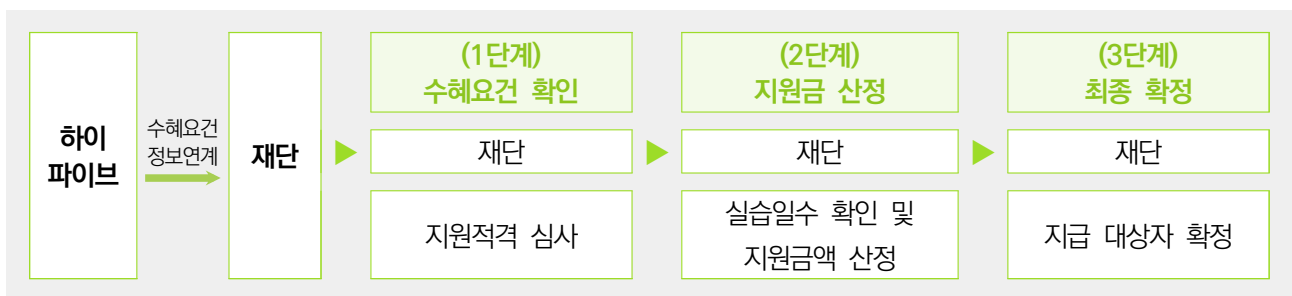 하이
파이브
수혜요건
정보연계
재단
(1단계)
수혜요건 확인
재단
지원적격 심사
(2단계)
지원금 산정
재단
실습일수 확인 및
지원금액 산정
(3단계)
최종 확정
재단
지급 대상자 확정